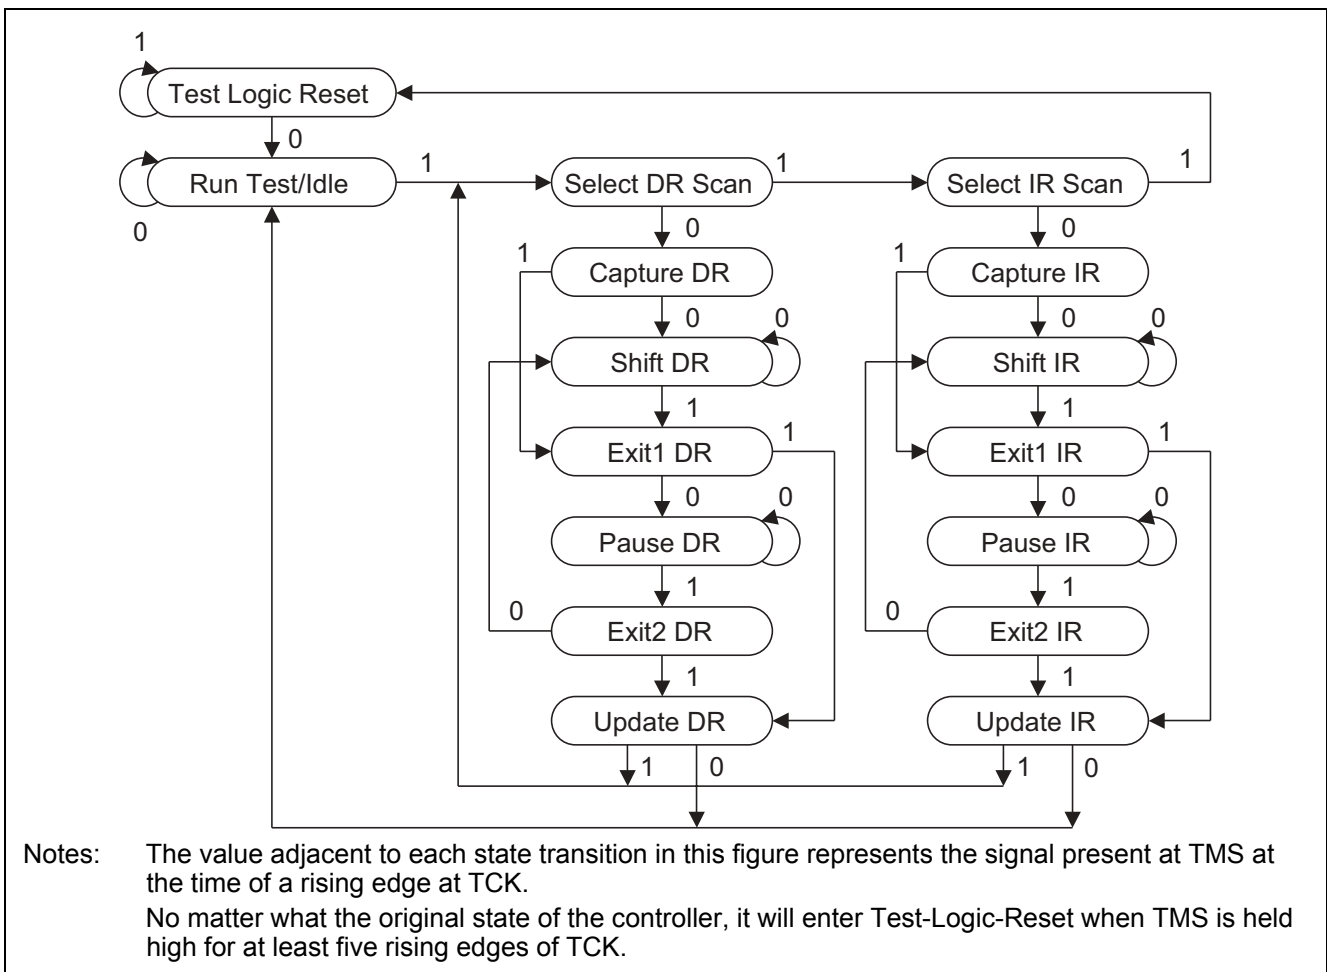 1
Test Logic Reset
0
Run Test/Idle
1
Select DR Scan
1
Select IR Scan
1
0
0
0
1
Capture DR
1
Capture IR
0
0
0
0
Shift DR
Shift IR
1
1
Exit1 DR
1
Exit1 IR
1
0
0
0
0
Pause DR
Pause IR
1
1
0
Exit2 DR
0
Exit2 IR
1
1
Update DR
Update IR
1
0
1
0
Notes: The value adjacent to each state transition in this figure represents the signal present at TMS at
the time of a rising edge at TCK.
No matter what the original state of the controller, it will enter Test-Logic-Reset when TMS is held
high for at least five rising edges of TCK.